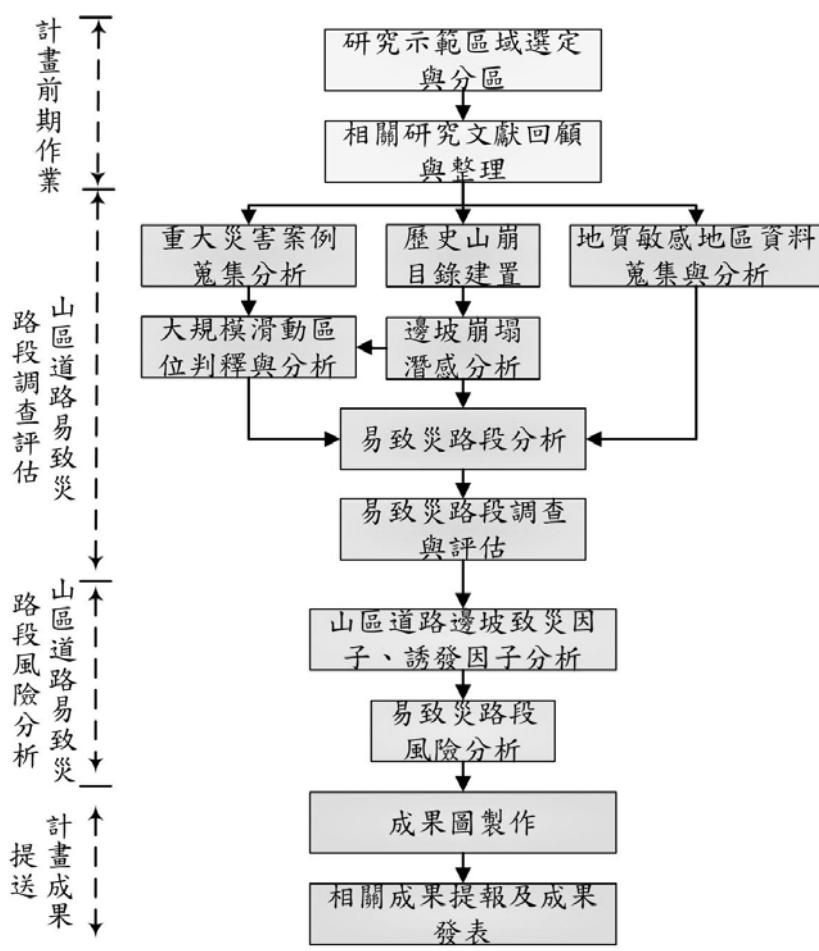 計畫前期作業
研究示範區域選定
與分區
相關研究文獻回顧
與整理
山區道路易致災
路段調查評估
重大災害案例
蒐集分析
歷史山崩
目錄建置
地質敏感地區資料
蒐集與分析
大規模滑動區
位判釋與分析
邊坡崩塌
潛感分析
易致災路段分析
易致災路段調查
與評估
山區道路易致災
路段風險分析
山區道路邊坡致災因
子、誘發因子分析
易致災路段
風險分析
計畫成果
提送
成果圖製作
相關成果提報及成果
發表